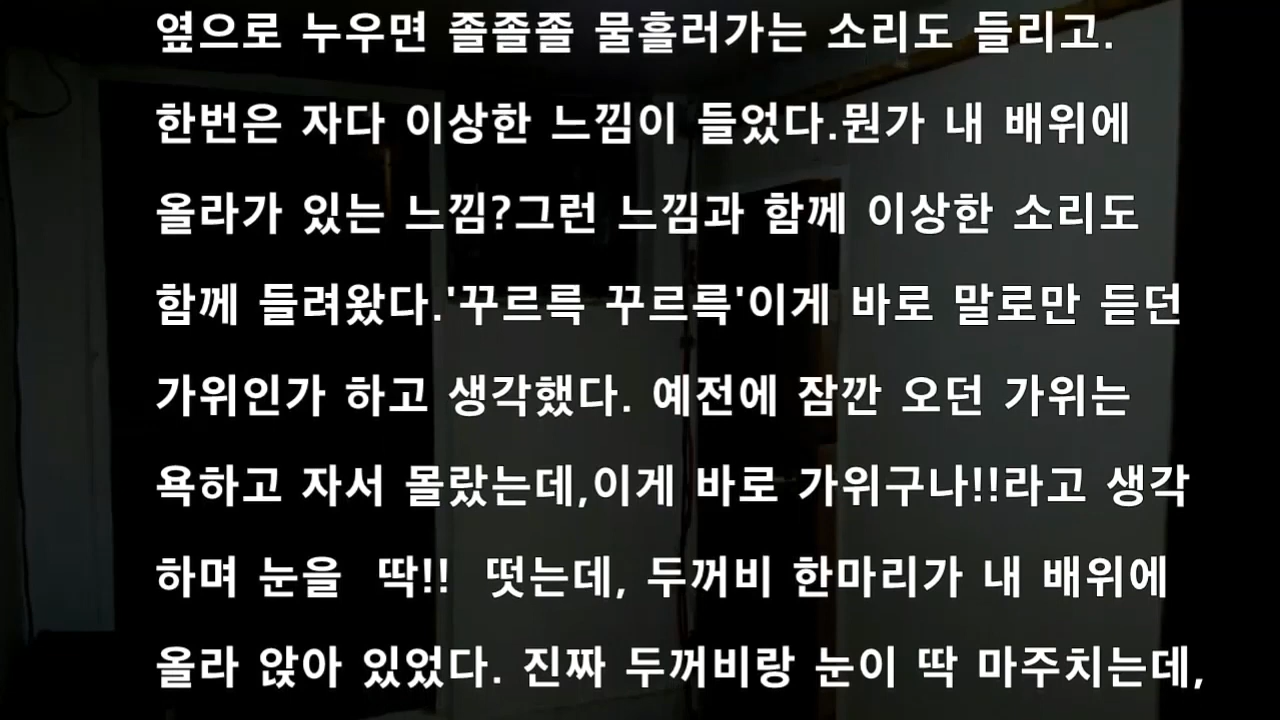 옆으로 누우면 졸졸졸 물흘러가는 소리도 들리고.
한번은 자다 이상한 느낌이 들었다.뭔가 내 배위에
올라가 있는 느낌?그런 느낌과 함께 이상한 소리도
함께 들려왔다.'꾸르륵 꾸르륵'이게 바로 말로만 듣던
가위인가 하고 생각했다. 예전에 잠깐 오던 가위는
욕하고 자서 몰랐는데,이게 바로 가위구나!!라고 생각
하며 눈을 딱!! 떳는데, 두꺼비 한마리가 내 배위에
올라 앉아 있었다. 진짜 두꺼비랑 눈이 딱 마주치는데,